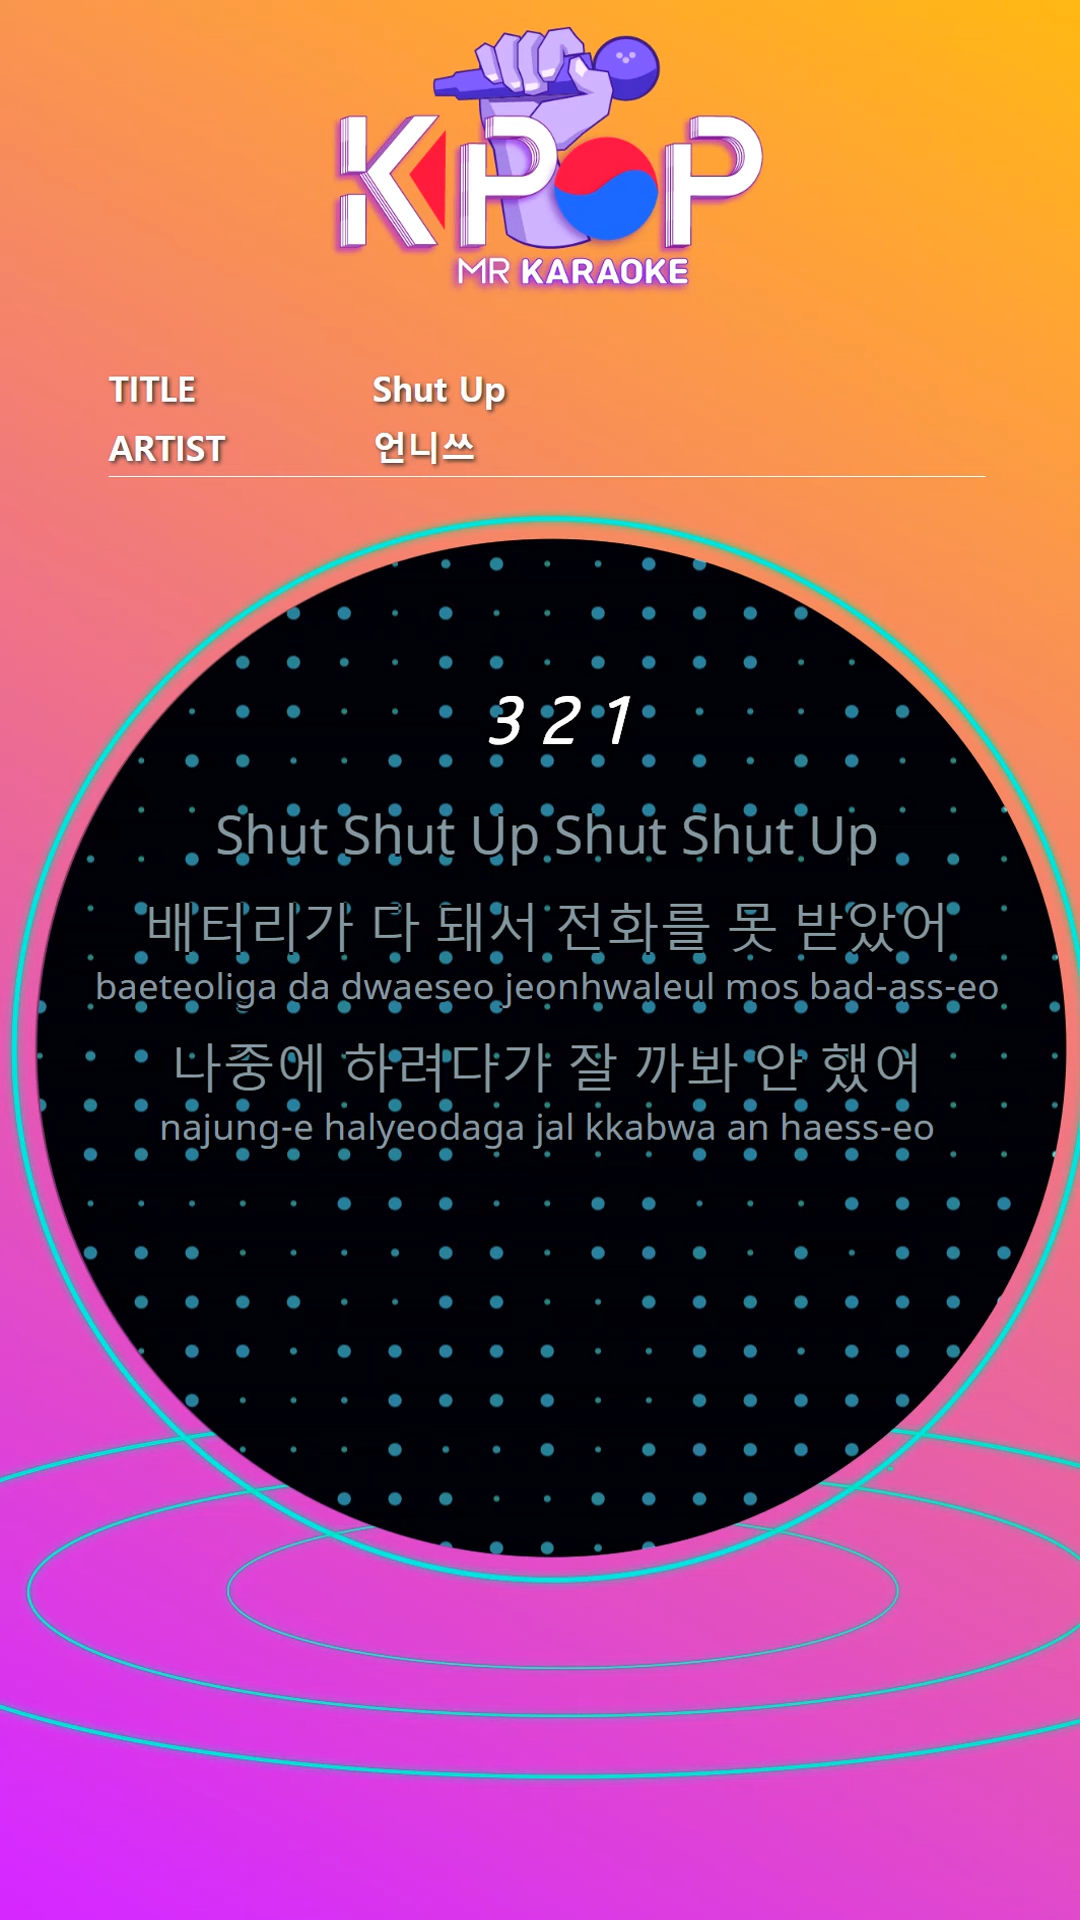 KPOP
MR KARAOKE
TITLE Shut Up
ARTIST 언니쓰
3 2 1
Shut Shut Up Shut Shut Up
배터리가 다 돼서 전화를 못 받았어
baeteoliga da dwaeseo jeonhwaleul mos bad-ass-eo
나중에 하려다가 잘 까봐 안 했어
najung-e halyeodaga jal kkabwa an haess-eo